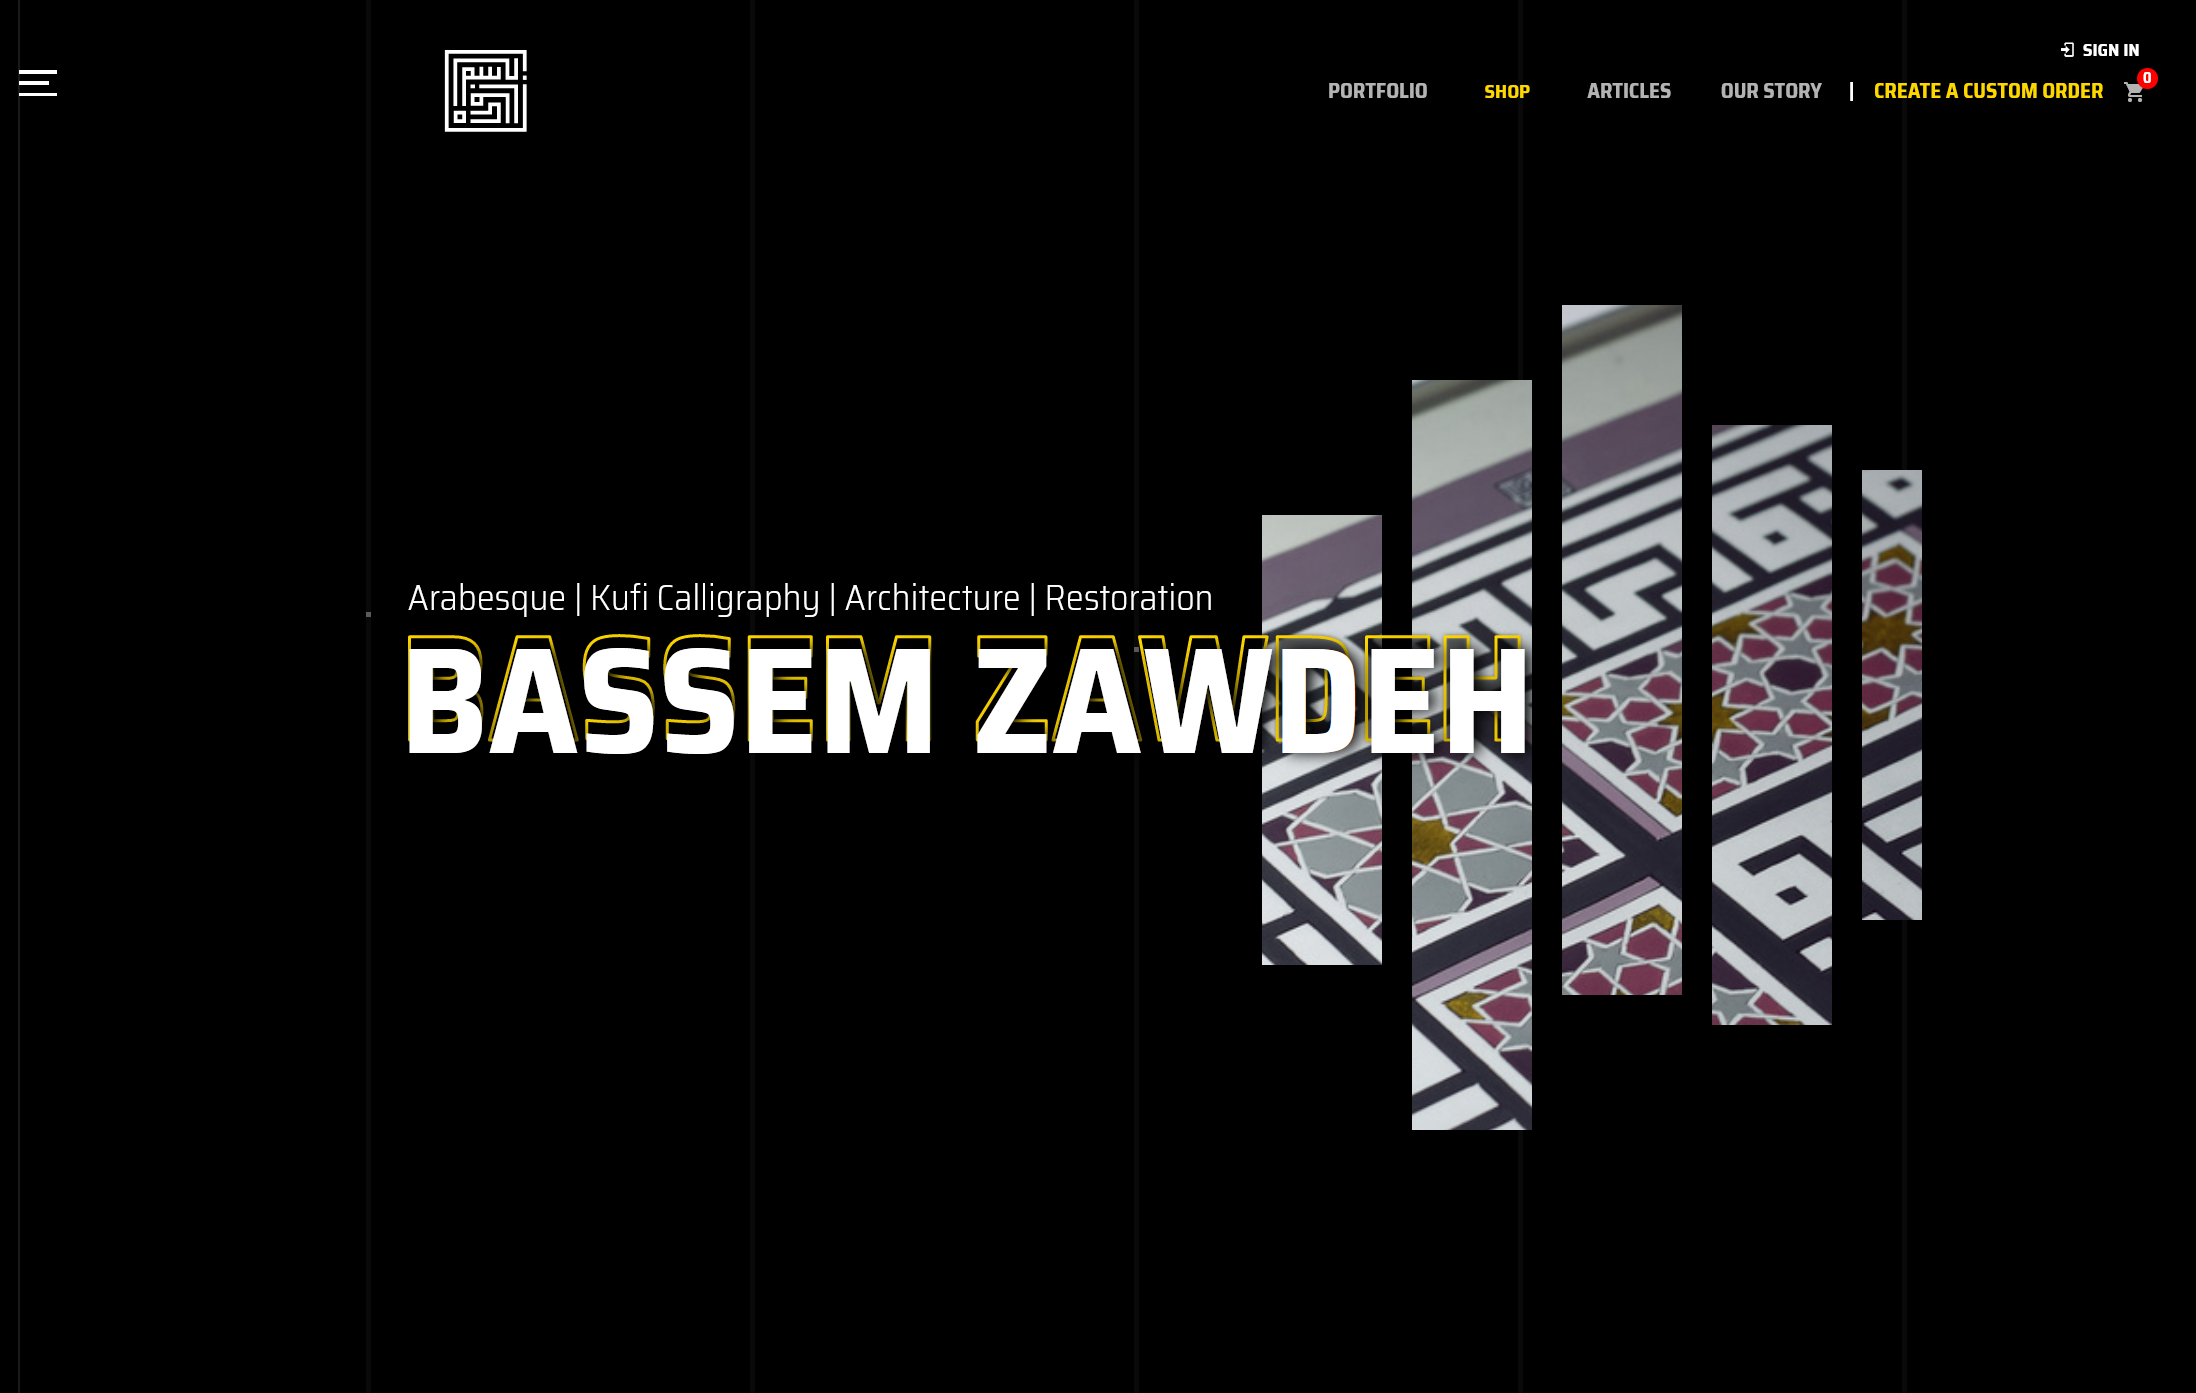 SIGN IN
PORTFOLIO SHOP ARTICLES OUR STORY | CREATE A CUSTOM ORDER 0
Arabesque | Kufi Calligraphy | Architecture | Restoration
BASSEM ZAWDEH